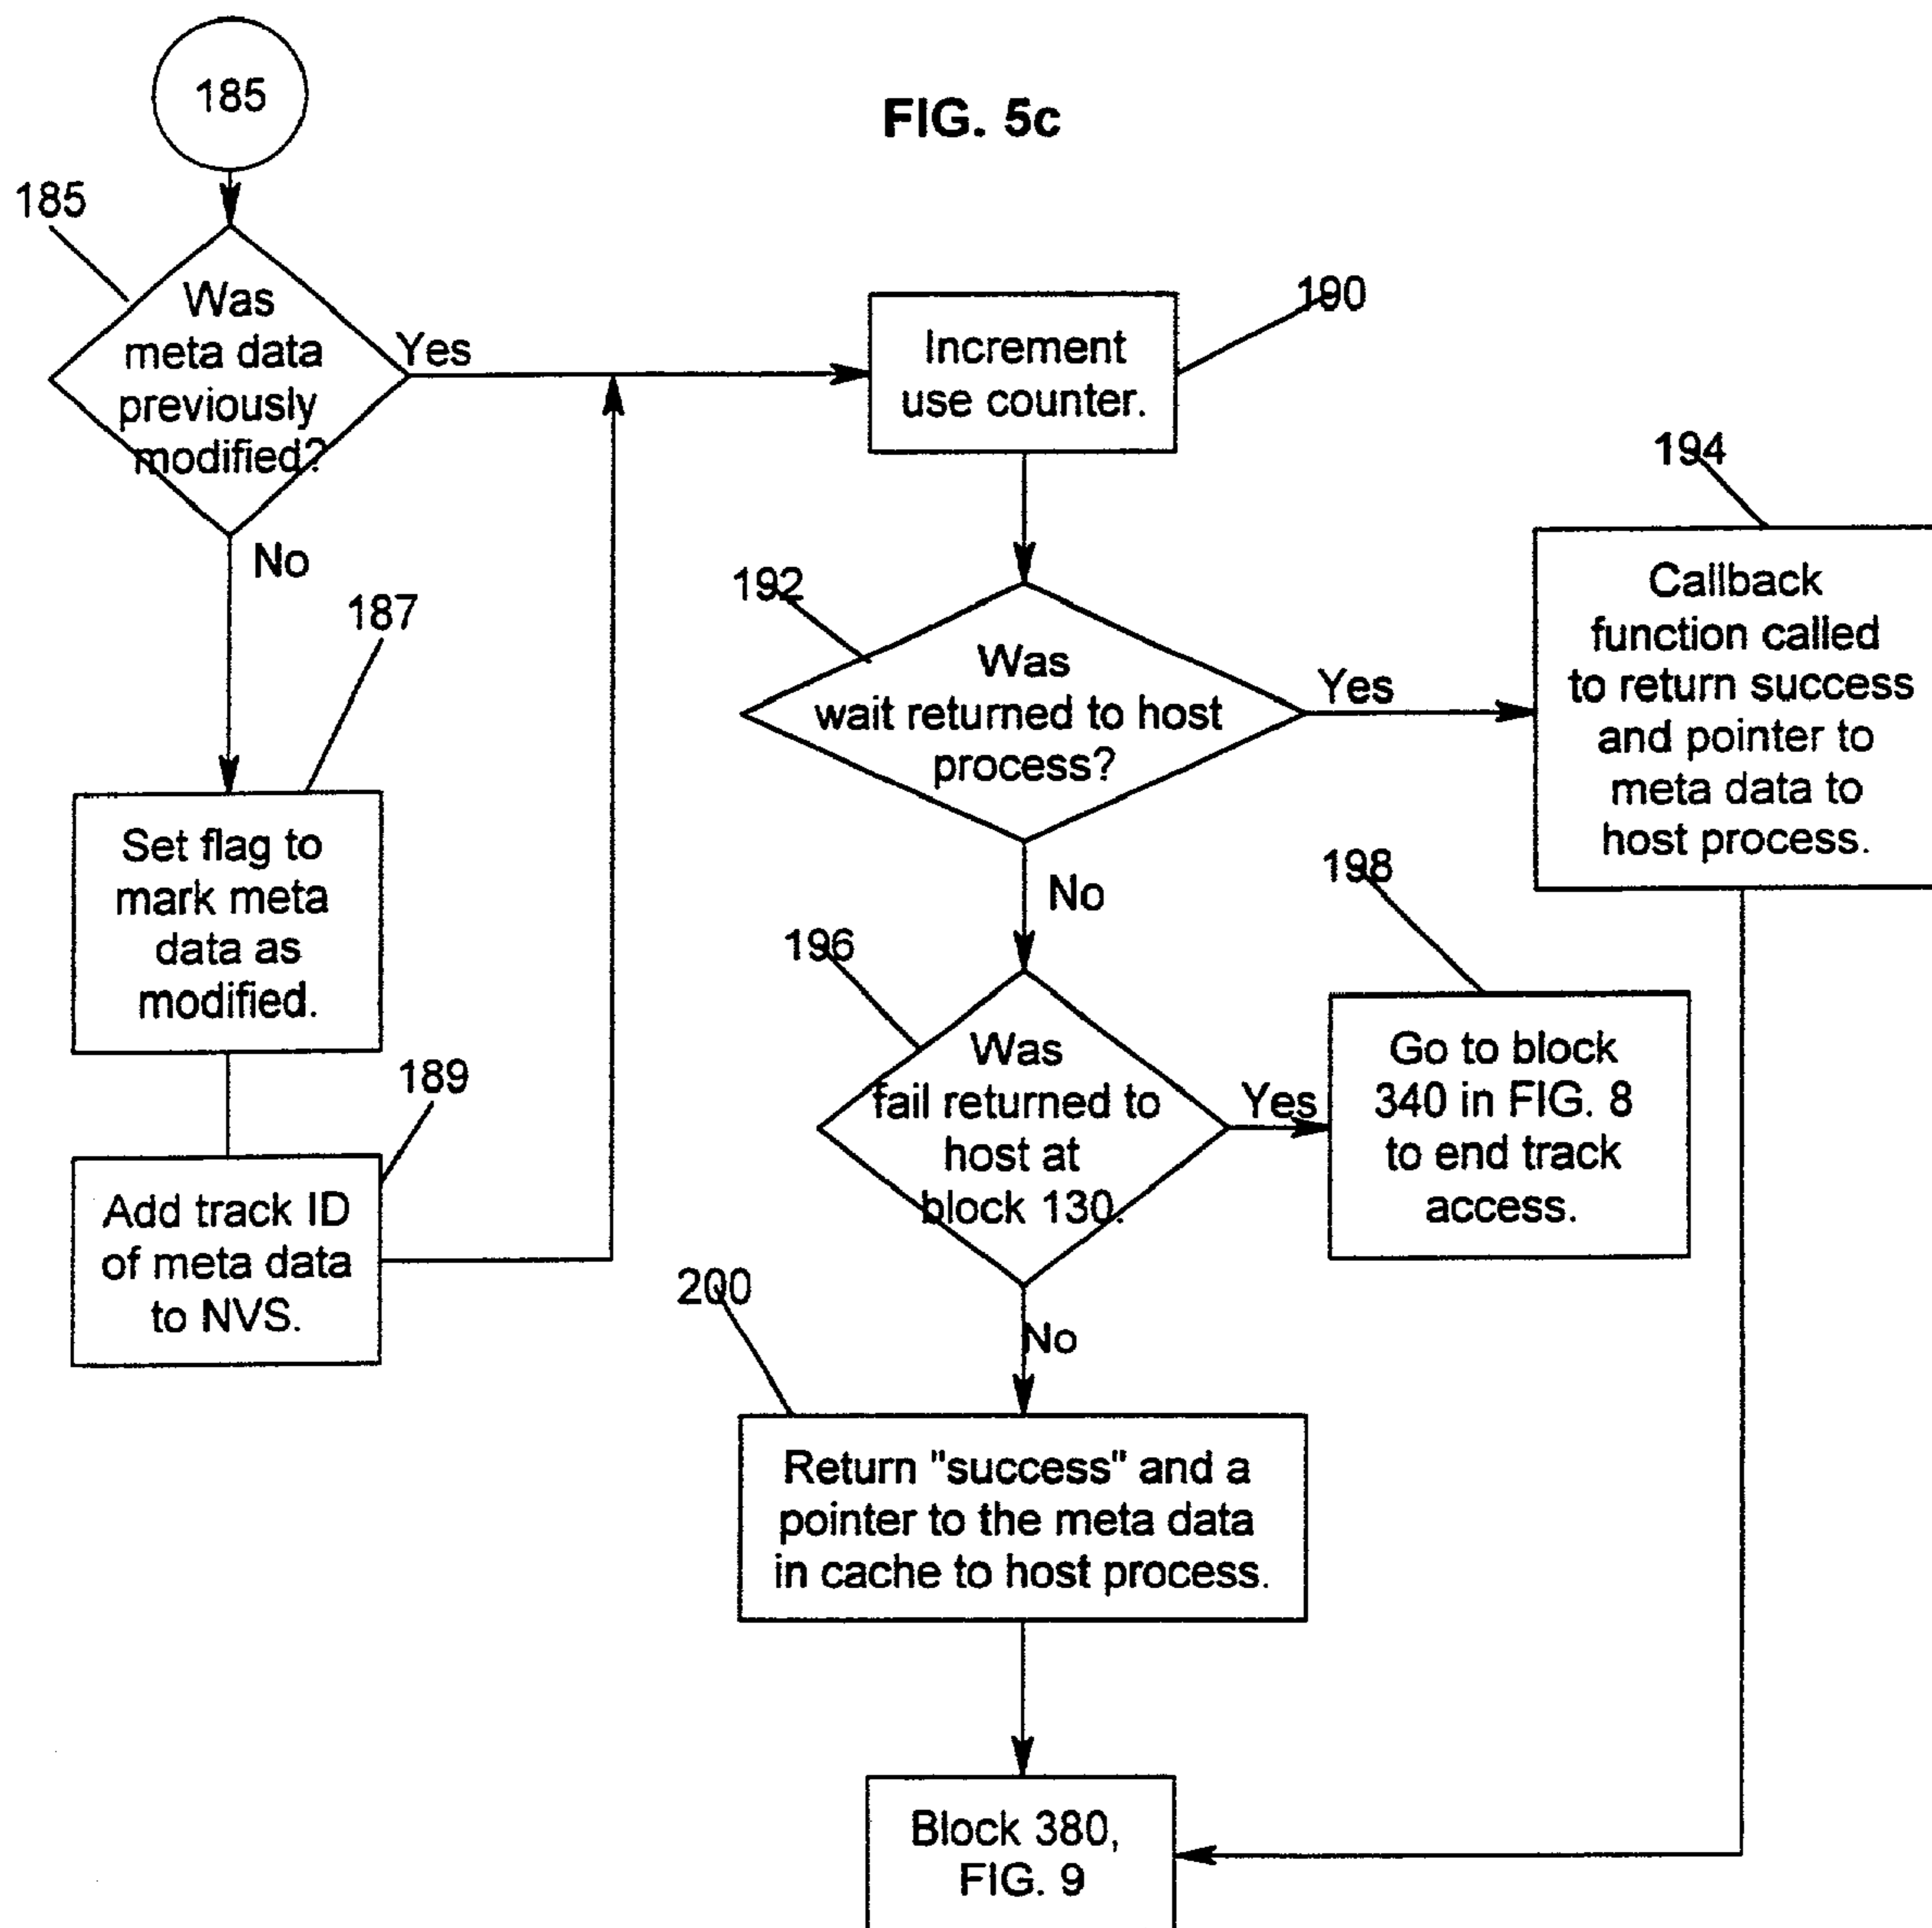 185
FIG. 5c
185
Was
meta data
previously
modified?
Yes
No
187
Set flag to
mark meta
data as
modified.
189
Add track ID
of meta data
to NVS.
190
Increment
use counter.
192
Was
wait returned to host
process?
Yes
No
194
Callback
function called
to return success
and pointer to
meta data to
host process.
196
Was
fail returned to
host at
block 130.
Yes
No
198
Go to block
340 in FIG. 8
to end track
access.
200
Return "success" and a
pointer to the meta data
in cache to host process.
Block 380,
FIG. 9